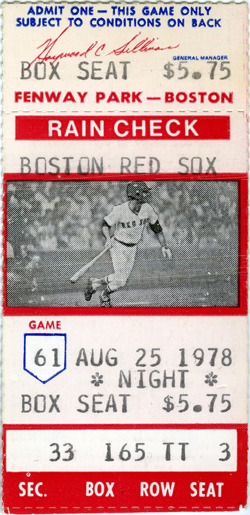 ADMIT ONE — THIS GAME ONLY
SUBJECT TO CONDITIONS ON BACK
Haywood C Sullivan
GENERAL MANAGER
BOX SEAT $5.75
FENWAY PARK — BOSTON
RAIN CHECK
BOSTON RED SOX
RED SOX
GAME
61 AUG 25 1978
* NIGHT *
BOX SEAT $5.75
33 165 TT 3
SEC. BOX ROW SEAT